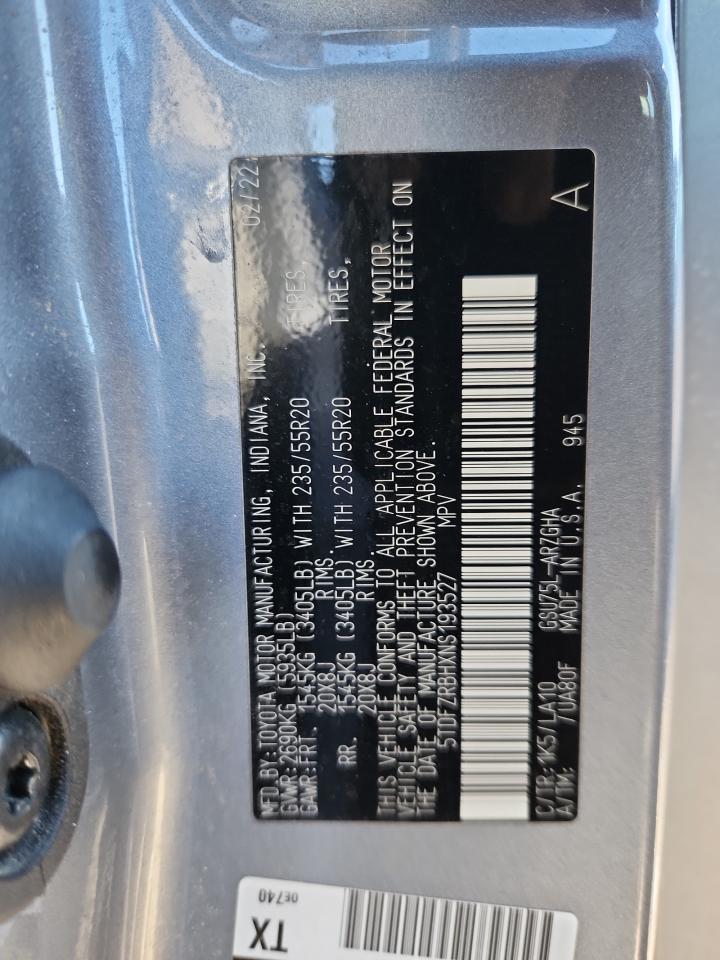 MFD.BY:TOYOTA MOTOR MANUFACTURING, INDIANA, INC. 02/22
GVWR:2690KG (5935LB)
GAWR:FRT. 1545KG (3405LB) WITH 235/55R20 TIRES,
20X8J RIMS.
RR. 1545KG (3405LB) WITH 235/55R20 TIRES,
20X8J RIMS.
THIS VEHICLE CONFORMS TO ALL APPLICABLE FEDERAL MOTOR
VEHICLE SAFETY AND THEFT PREVENTION STANDARDS IN EFFECT ON
THE DATE OF MANUFACTURE SHOWN ABOVE.
5TDFZRBHXNS193527 MPV
C/TR:1K5/LA10 GSU75L-ARZGHA
A/TM: /UA80F MADE IN U.S.A. 945 A
TX 0E740